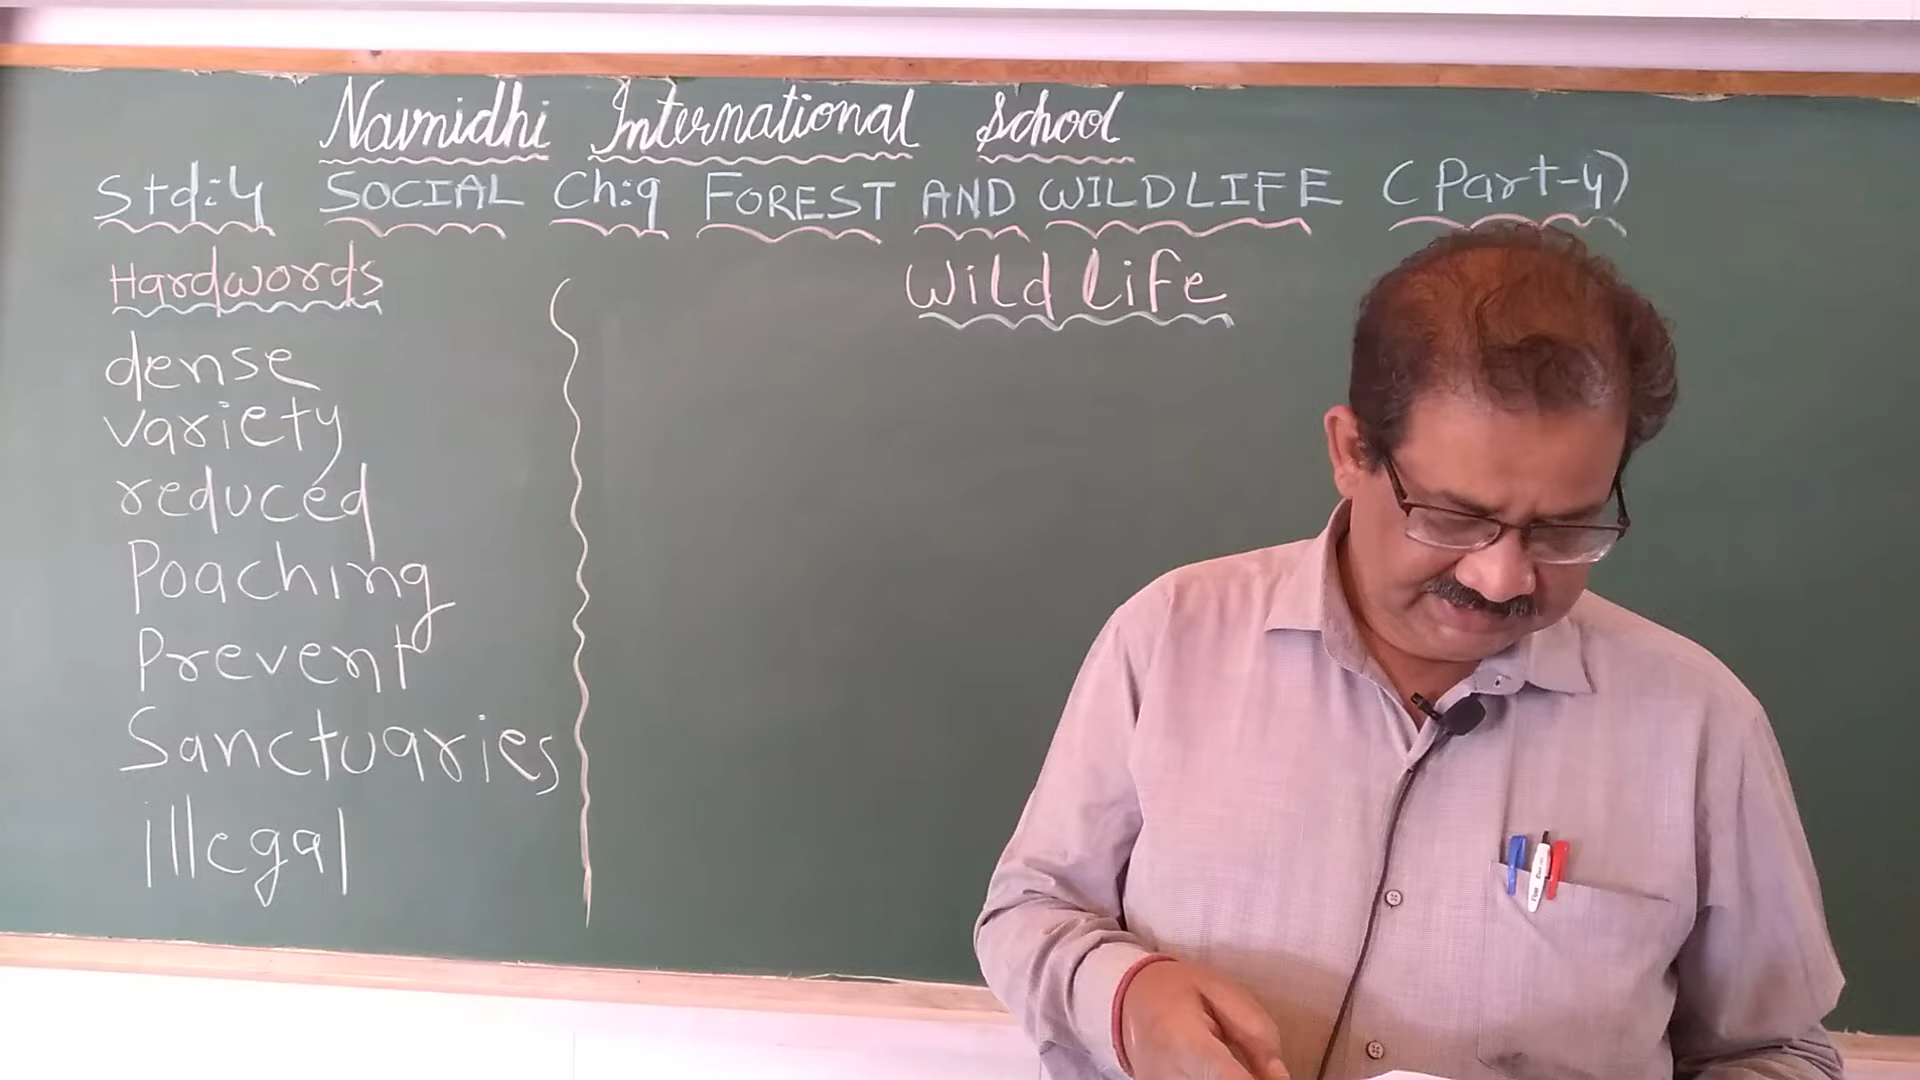 Navnidhi International School
Std:4 SOCIAL Ch:9 FOREST AND WILDLIFE (Part-4)
Hardwords
dense
variety
reduced
Poaching
Prevent
Sanctuaries
illegal
Wild Life